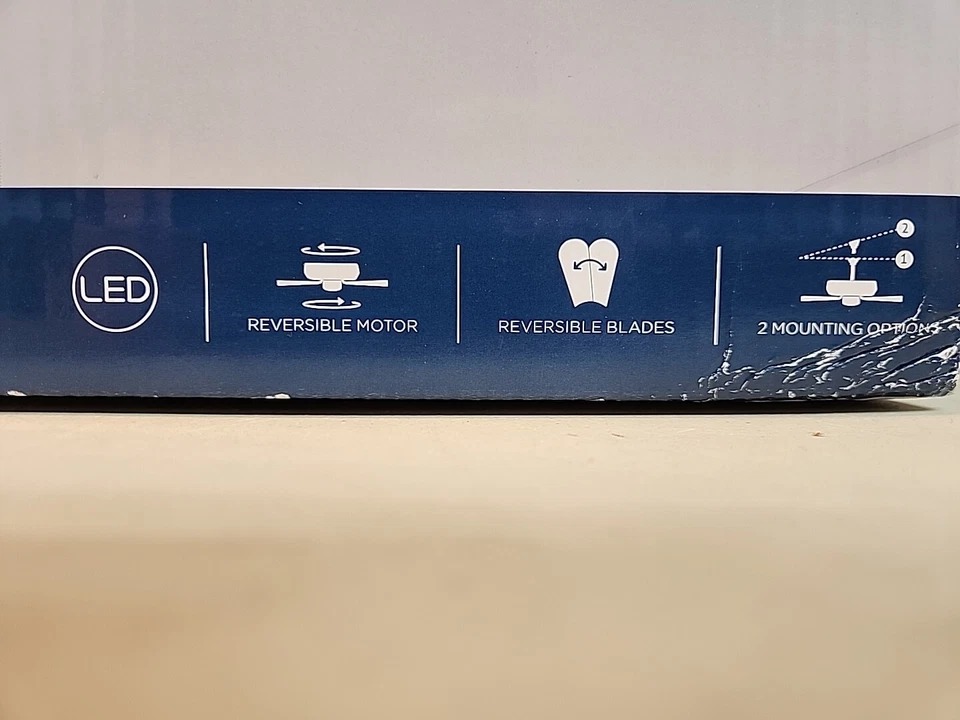 LED
REVERSIBLE MOTOR
REVERSIBLE BLADES
2
1
2 MOUNTING OPTIONS